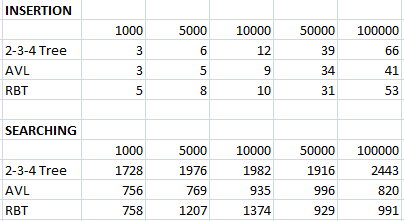 INSERTION
1000 5000 10000 50000 100000
2-3-4 Tree 3 6 12 39 66
AVL 3 5 9 34 41
RBT 5 8 10 31 53
SEARCHING
1000 5000 10000 50000 100000
2-3-4 Tree 1728 1976 1982 1916 2443
AVL 756 769 935 996 820
RBT 758 1207 1374 929 991